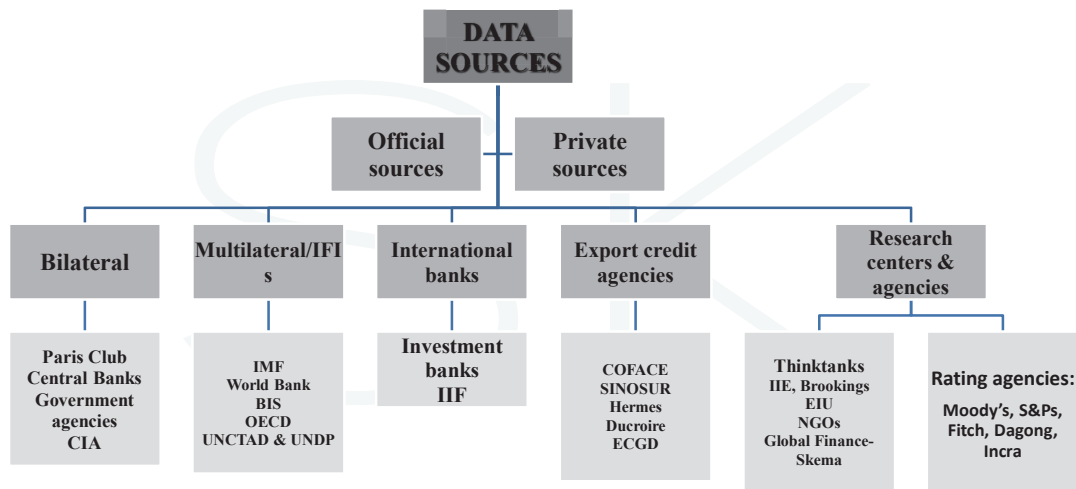 DATA
SOURCES
Official
sources
Private
sources
Bilateral
Multilateral/IFI
s
International
banks
Export credit
agencies
Research
centers &
agencies
Paris Club
Central Banks
Government
agencies
CIA
IMF
World Bank
BIS
OECD
UNCTAD & UNDP
Investment
banks
IIF
COFACE
SINOSUR
Hermes
Ducroire
ECGD
Thinktanks
IIE, Brookings
EIU
NGOs
Global Finance-
Skema
Rating agencies:
Moody's, S&Ps,
Fitch, Dagong,
Incra